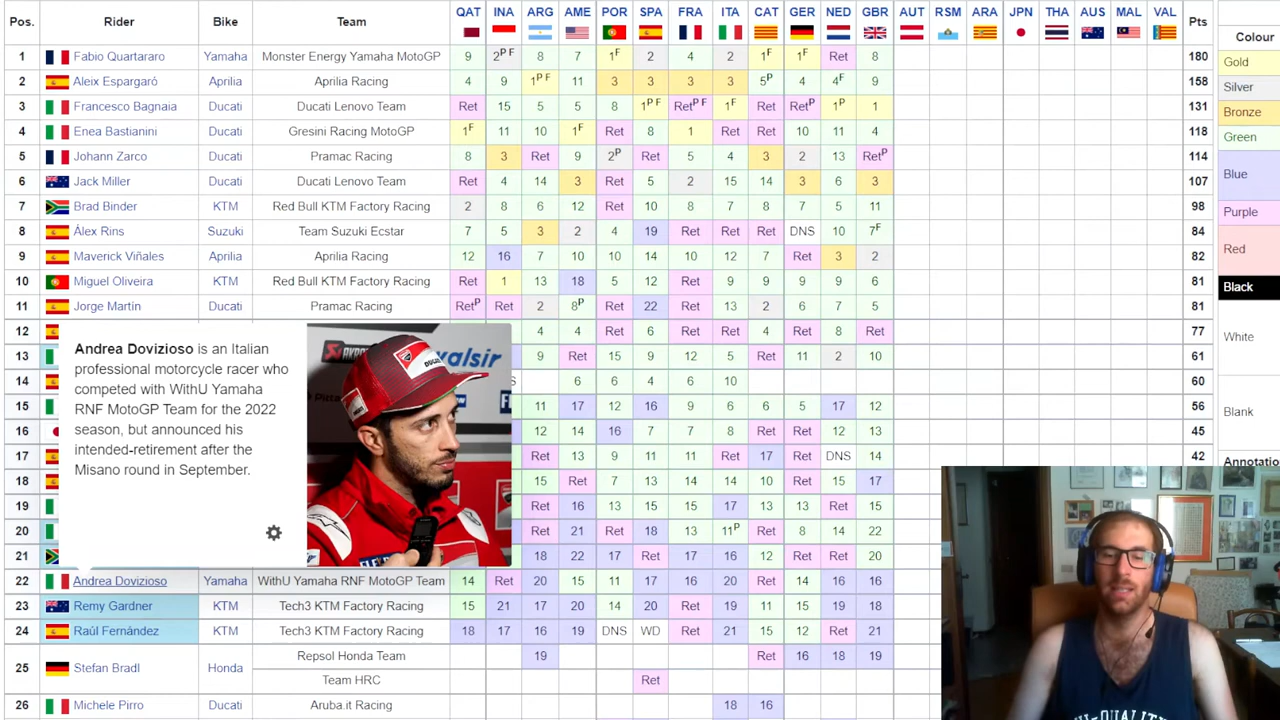 Pos. Rider Bike Team QAT INA ARG AME POR SPA FRA ITA CAT GER NED GBR AUT RSM ARA JPN THA AUS MAL VAL Pts
Colour
1 Fabio Quartararo Yamaha Monster Energy Yamaha MotoGP 9 2P F 8 7 1F 2 4 2 1F 1F Ret 8 180
Gold
2 Aleix Espargaró Aprilia Aprilia Racing 4 9 1P F 11 3 3 3 3 5P 4 4F 9 158
Silver
3 Francesco Bagnaia Ducati Ducati Lenovo Team Ret 15 5 5 8 1P F RetP F 1F Ret RetP 1P 1 131
Bronze
4 Enea Bastianini Ducati Gresini Racing MotoGP 1F 11 10 1F Ret 8 1 Ret Ret 10 11 4 118
Green
5 Johann Zarco Ducati Pramac Racing 8 3 Ret 9 2P Ret 5 4 3 2 13 RetP 114
Blue
6 Jack Miller Ducati Ducati Lenovo Team Ret 4 14 3 Ret 5 2 15 14 3 6 3 107
7 Brad Binder KTM Red Bull KTM Factory Racing 2 8 6 12 Ret 10 8 7 8 7 5 11 98
Purple
8 Álex Rins Suzuki Team Suzuki Ecstar 7 5 3 2 4 19 Ret Ret Ret DNS 10 7F 84
Red
9 Maverick Viñales Aprilia Aprilia Racing 12 16 7 10 10 14 10 12 7 Ret 3 2 82
10 Miguel Oliveira KTM Red Bull KTM Factory Racing Ret 1 13 18 5 12 Ret 9 9 9 9 6 81
Black
11 Jorge Martín Ducati Pramac Racing RetP Ret 2 8P Ret 22 Ret 13 2 6 7 5 81
12 4 4 Ret 6 Ret Ret 4 Ret 8 Ret 77
White
13 9 Ret 15 9 12 5 Ret 11 2 10 61
14 6 6 6 4 6 10 60
15 11 17 12 16 9 6 6 5 17 12 56
Blank
16 12 14 16 7 7 8 Ret Ret 12 13 45
17 Ret 13 9 11 11 Ret 17 Ret DNS 14 42
Annotation
18 15 Ret 7 13 14 14 10 Ret 15 17
19 Ret 16 13 15 15 17 13 13 Ret 15
20 Ret 21 Ret 18 13 11P Ret 8 14 22
21 18 22 17 Ret 17 16 12 Ret Ret 20
Andrea Dovizioso is an Italian
professional motorcycle racer who
competed with WithU Yamaha
RNF MotoGP Team for the 2022
season, but announced his
intended-retirement after the
Misano round in September.
22 Andrea Dovizioso Yamaha WithU Yamaha RNF MotoGP Team 14 Ret 20 15 11 17 16 20 Ret 14 16 16
23 Remy Gardner KTM Tech3 KTM Factory Racing 15 21 17 20 14 20 Ret 19 11 15 19 18
24 Raúl Fernández KTM Tech3 KTM Factory Racing 18 17 16 19 DNS WD Ret 21 15 12 Ret 21
25 Stefan Bradl Honda Repsol Honda Team 19 Ret 16 18 19
Team HRC Ret
26 Michele Pirro Ducati Aruba.it Racing 18 16